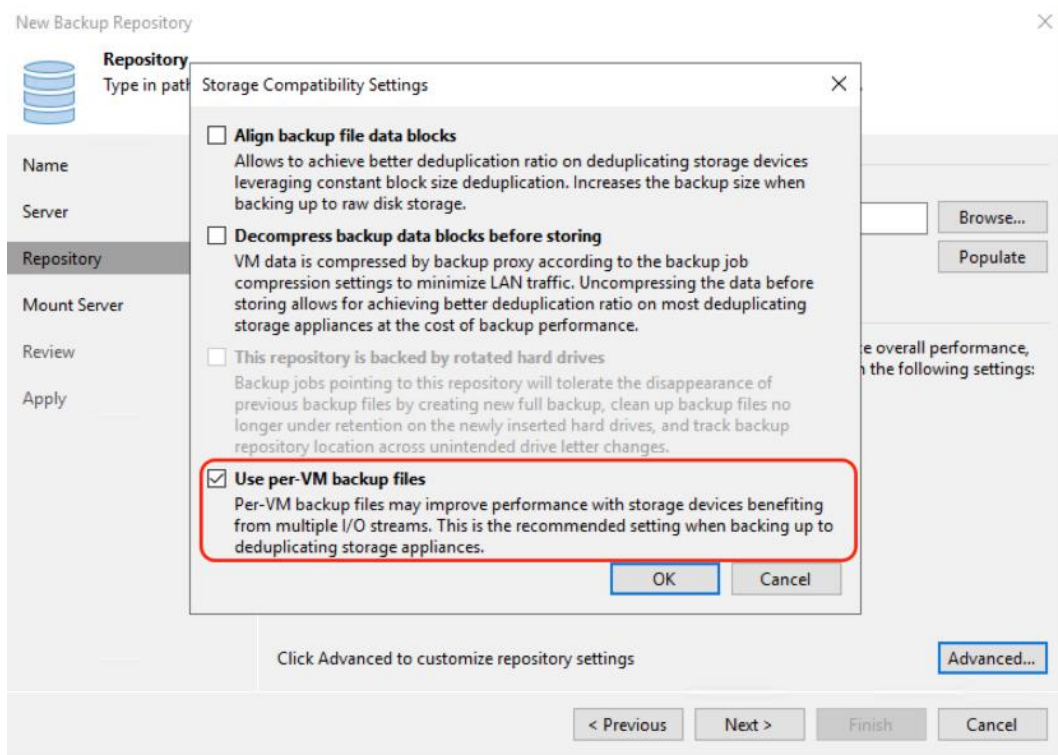 New Backup Repository
Repository
Type in path
Storage Compatibility Settings
Align backup file data blocks
Allows to achieve better deduplication ratio on deduplicating storage devices
leveraging constant block size deduplication. Increases the backup size when
backing up to raw disk storage.
Decompress backup data blocks before storing
VM data is compressed by backup proxy according to the backup job
compression settings to minimize LAN traffic. Uncompressing the data before
storing allows for achieving better deduplication ratio on most deduplicating
storage appliances at the cost of backup performance.
This repository is backed by rotated hard drives
Backup jobs pointing to this repository will tolerate the disappearance of
previous backup files by creating new full backup, clean up backup files no
longer under retention on the newly inserted hard drives, and track backup
repository location across unintended drive letter changes.
Use per-VM backup files
Per-VM backup files may improve performance with storage devices benefiting
from multiple I/O streams. This is the recommended setting when backing up to
deduplicating storage appliances.
OK
Cancel
Name
Server
Repository
Mount Server
Review
Apply
Browse...
Populate
overall performance,
the following settings:
Click Advanced to customize repository settings
Advanced...
< Previous
Next >
Finish
Cancel